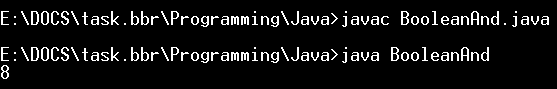 E:\DOCS\task.bbr\Programming\Java>javac BooleanAnd.java
E:\DOCS\task.bbr\Programming\Java>java BooleanAnd
8